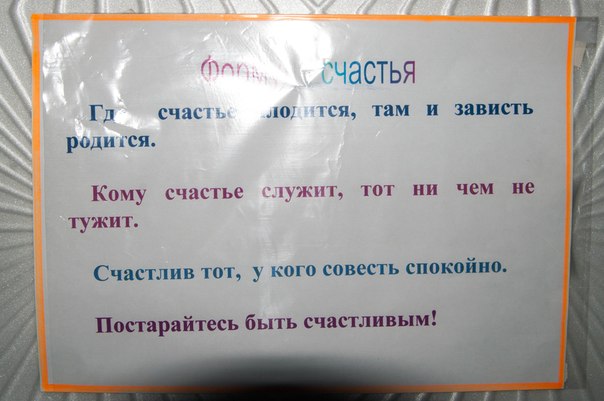 счастья
счастье там и зависть
родится.
Кому счастье служит, тот ни чем не
тужит.
Счастлив тот, у кого совесть спокойно.
Постарайтесь быть счастливым!